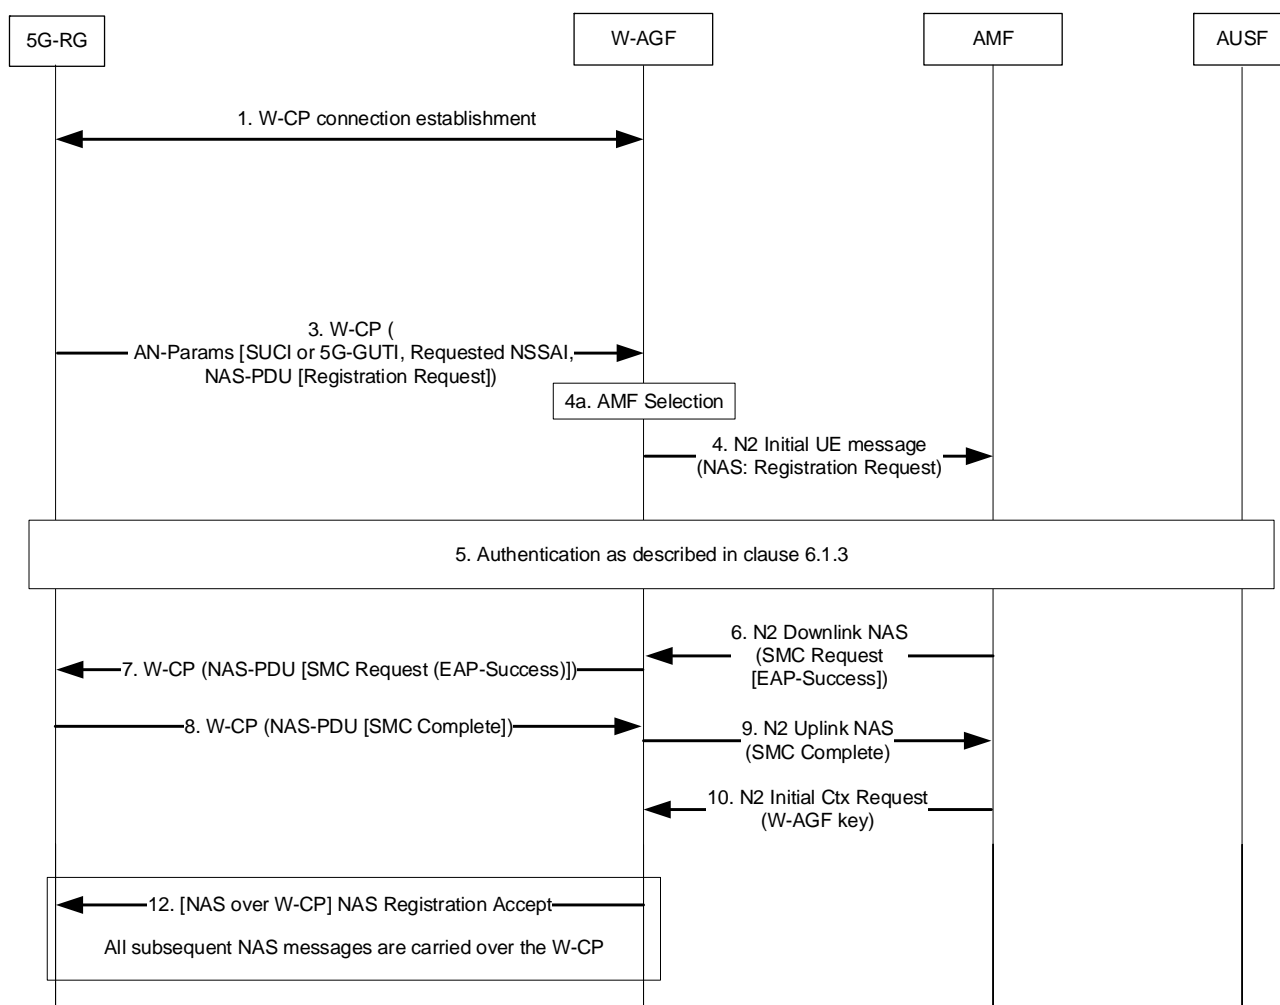 5G-RG
W-AGF
AMF
AUSF
1. W-CP connection establishment
3. W-CP (
AN-Params [SUCI or 5G-GUTI, Requested NSSAI,
NAS-PDU [Registration Request])
4a. AMF Selection
4. N2 Initial UE message
(NAS: Registration Request)
5. Authentication as described in clause 6.1.3
6. N2 Downlink NAS
(SMC Request
[EAP-Success])
7. W-CP (NAS-PDU [SMC Request (EAP-Success)])
8. W-CP (NAS-PDU [SMC Complete])
9. N2 Uplink NAS
(SMC Complete)
10. N2 Initial Ctx Request
(W-AGF key)
12. [NAS over W-CP] NAS Registration Accept
All subsequent NAS messages are carried over the W-CP